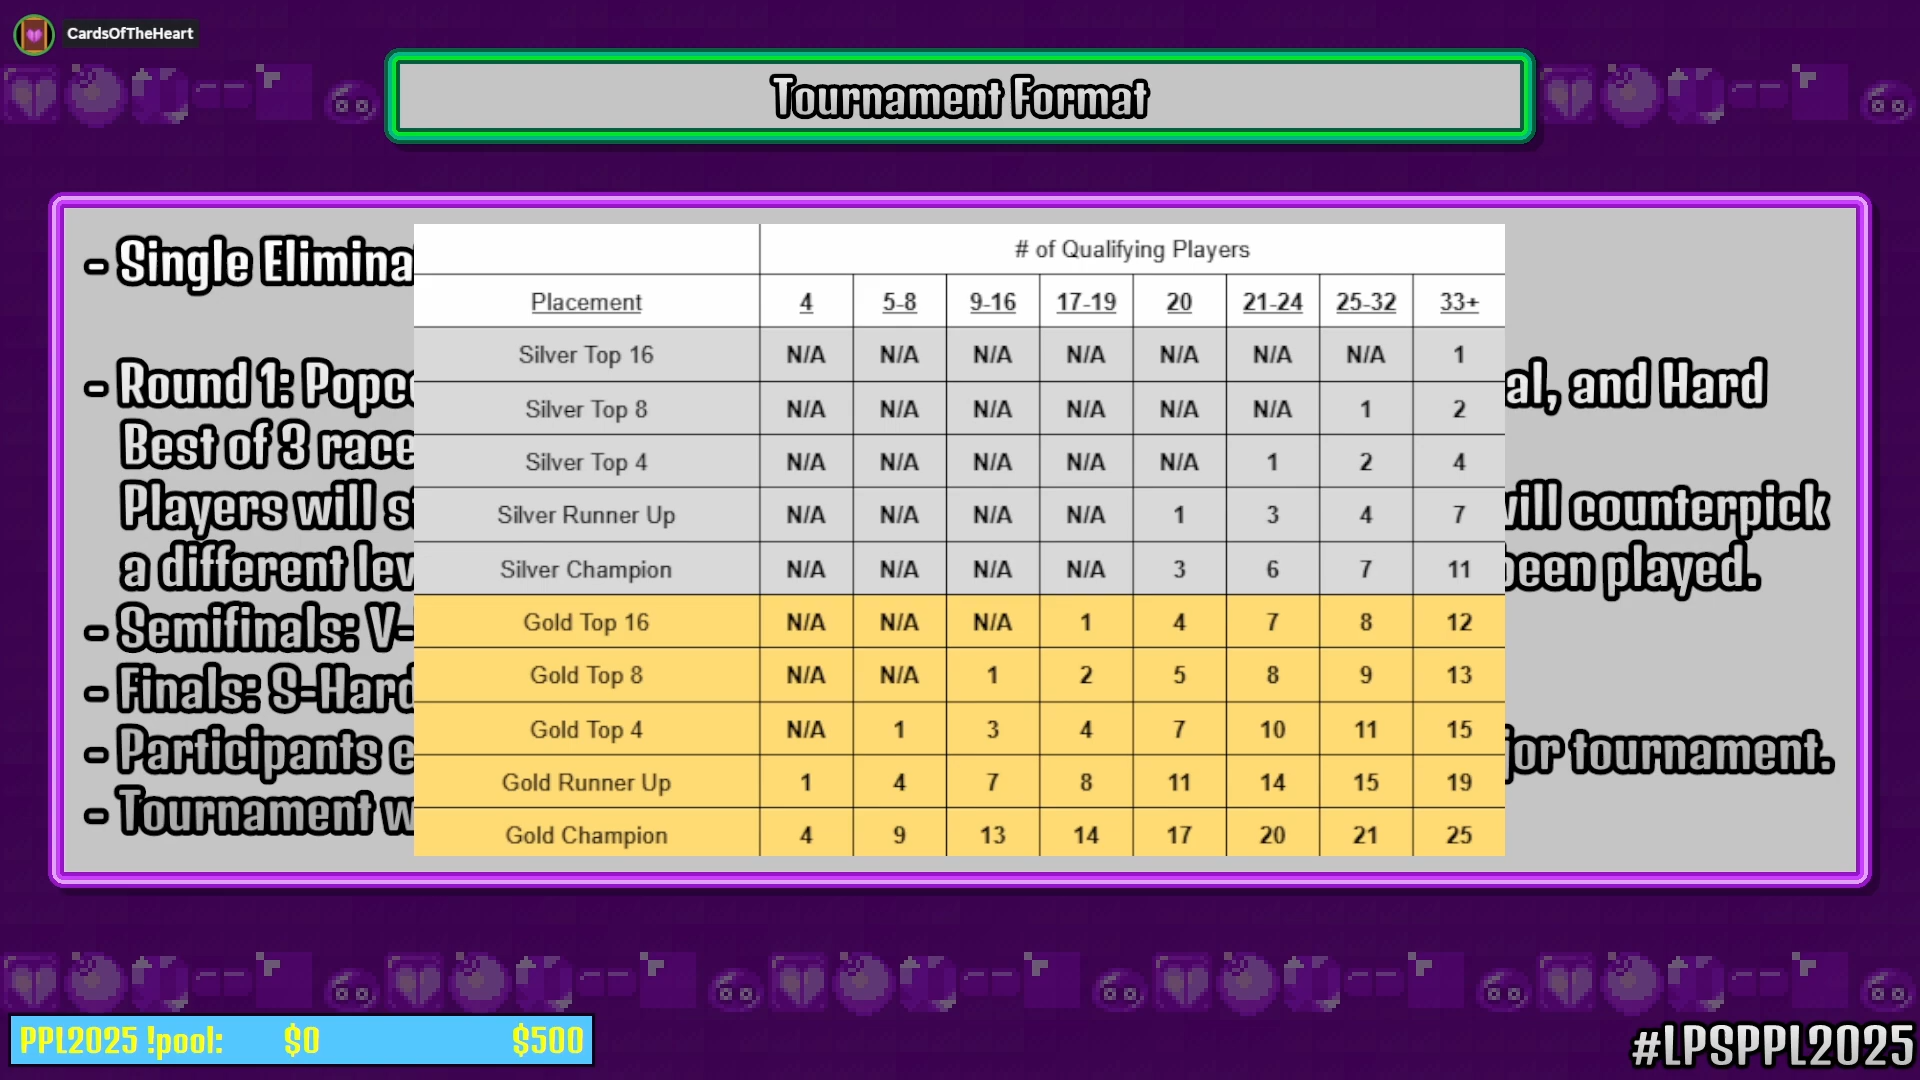 CardsOfTheHeart
Tournament Format
- Single Elimina
- Round 1: Popc al, and Hard
Best of 3 race
Players will s will counterpick
a different lev been played.
- Semifinals: V-
- Finals: S-Hard
- Participants e jor tournament.
- Tournament w
# of Qualifying Players
Placement 4 5-8 9-16 17-19 20 21-24 25-32 33+
Silver Top 16 N/A N/A N/A N/A N/A N/A N/A 1
Silver Top 8 N/A N/A N/A N/A N/A N/A 1 2
Silver Top 4 N/A N/A N/A N/A N/A 1 2 4
Silver Runner Up N/A N/A N/A N/A 1 3 4 7
Silver Champion N/A N/A N/A N/A 3 6 7 11
Gold Top 16 N/A N/A N/A 1 4 7 8 12
Gold Top 8 N/A N/A 1 2 5 8 9 13
Gold Top 4 N/A 1 3 4 7 10 11 15
Gold Runner Up 1 4 7 8 11 14 15 19
Gold Champion 4 9 13 14 17 20 21 25
PPL2025 !pool: $0 $500
#LPSPPL2025